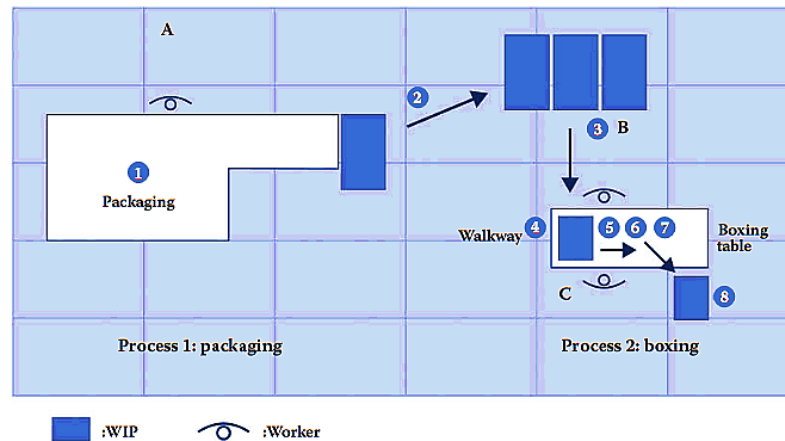 A
2
3 B
1
Packaging
Walkway 4 5 6 7 Boxing
table
C 8
Process 1: packaging Process 2: boxing
:WIP :Worker